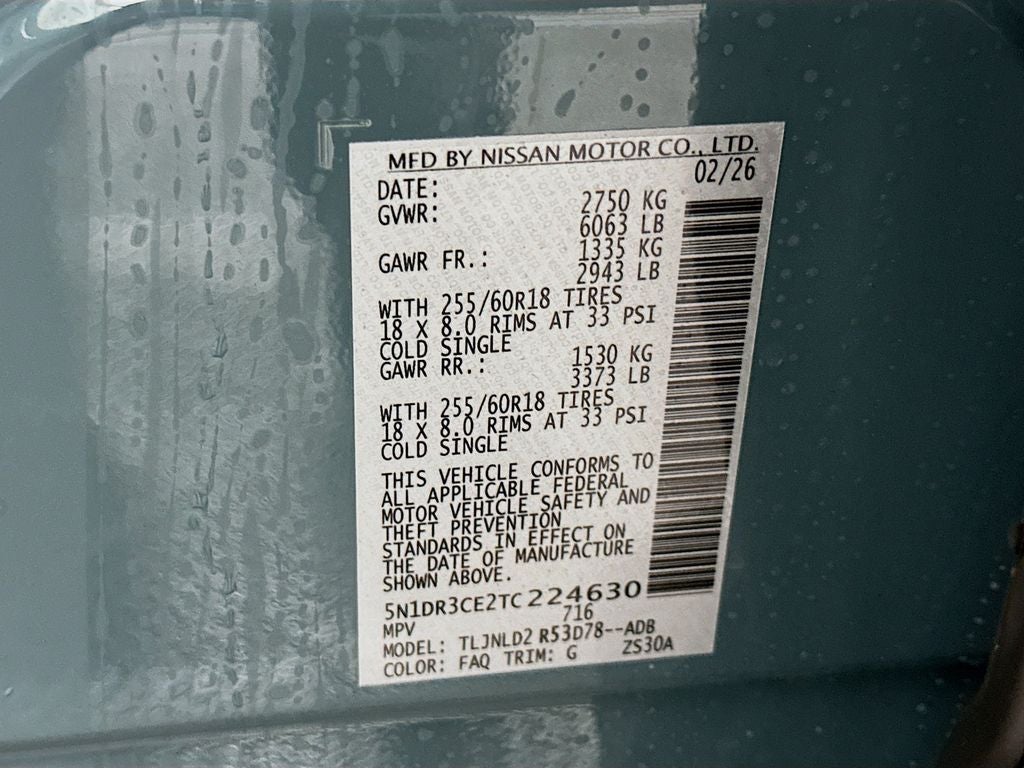 MFD BY NISSAN MOTOR CO., LTD.
DATE: 02/26
GVWR: 2750 KG
6063 LB
GAWR FR.: 1335 KG
2943 LB
WITH 255/60R18 TIRES
18 X 8.0 RIMS AT 33 PSI
COLD SINGLE
GAWR RR.: 1530 KG
3373 LB
WITH 255/60R18 TIRES
18 X 8.0 RIMS AT 33 PSI
COLD SINGLE
THIS VEHICLE CONFORMS TO
ALL APPLICABLE FEDERAL
MOTOR VEHICLE SAFETY AND
THEFT PREVENTION
STANDARDS IN EFFECT ON
THE DATE OF MANUFACTURE
SHOWN ABOVE.
5N1DR3CE2TC224630
MPV 716
MODEL: TLJNLD2 R53D78--ADB
COLOR: FAQ TRIM: G ZS30A